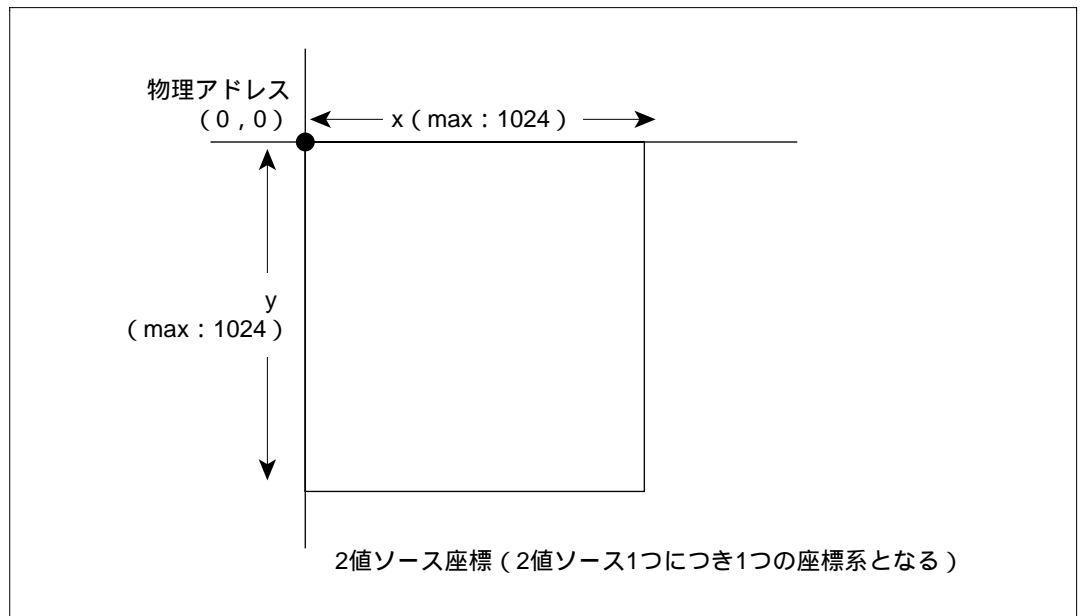 物理アドレス
（0，0）
x（max：1024）
y
（max：1024）
2値ソース座標（2値ソース1つにつき1つの座標系となる）